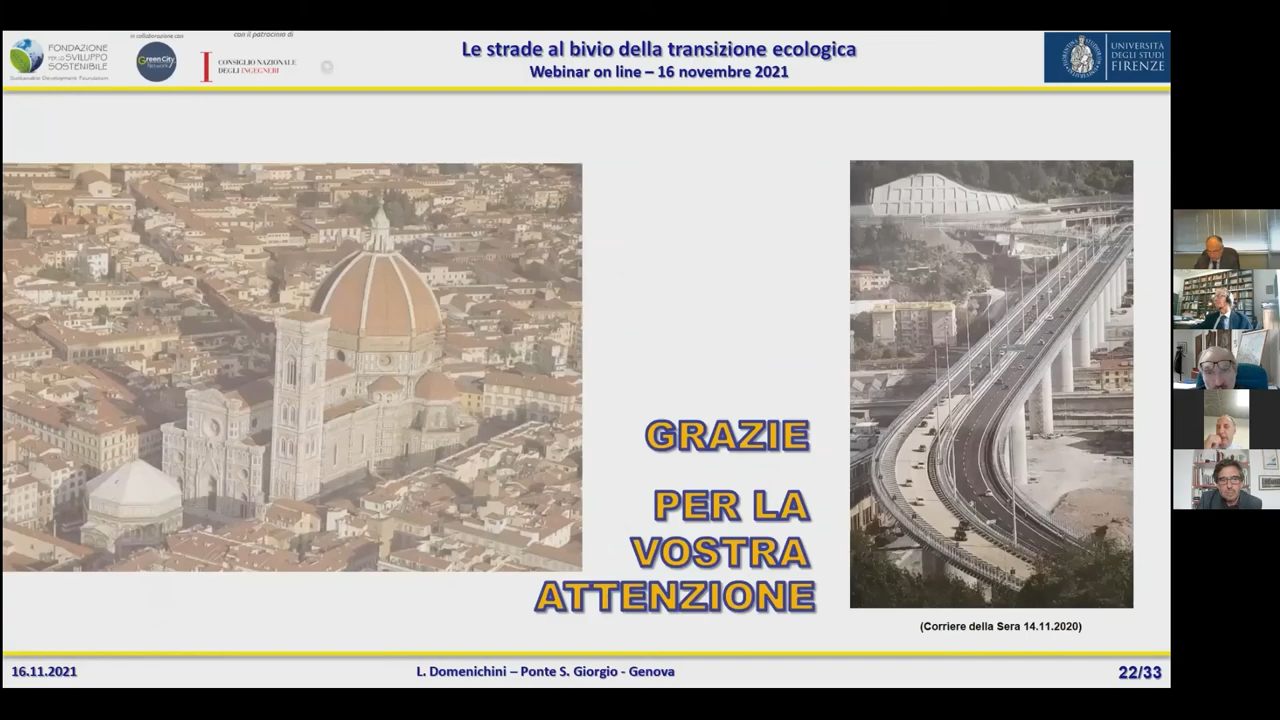 FONDAZIONE
PER LO SVILUPPO
SOSTENIBILE
Sustainable Development Foundation
in collaborazione con
Green City
Network
con il patrocinio di
CONSIGLIO NAZIONALE
DEGLI INGEGNERI
Le strade al bivio della transizione ecologica
Webinar on line – 16 novembre 2021
UNIVERSITÀ
DEGLI STUDI
FIRENZE
GRAZIE
PER LA
VOSTRA
ATTENZIONE
(Corriere della Sera 14.11.2020)
16.11.2021
L. Domenichini – Ponte S. Giorgio - Genova
22/33